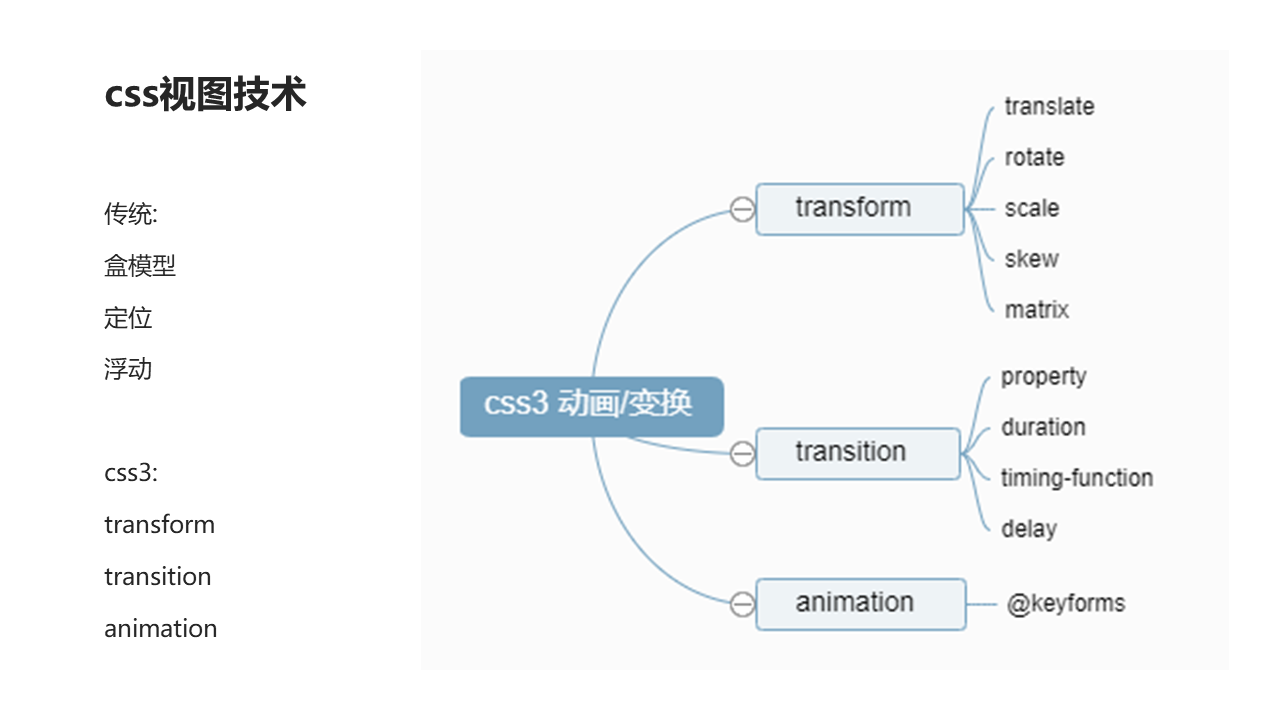 css视图技术
传统:
盒模型
定位
浮动
css3:
transform
transition
animation
css3 动画/变换
transform
translate
rotate
scale
skew
matrix
transition
property
duration
timing-function
delay
animation
@keyforms